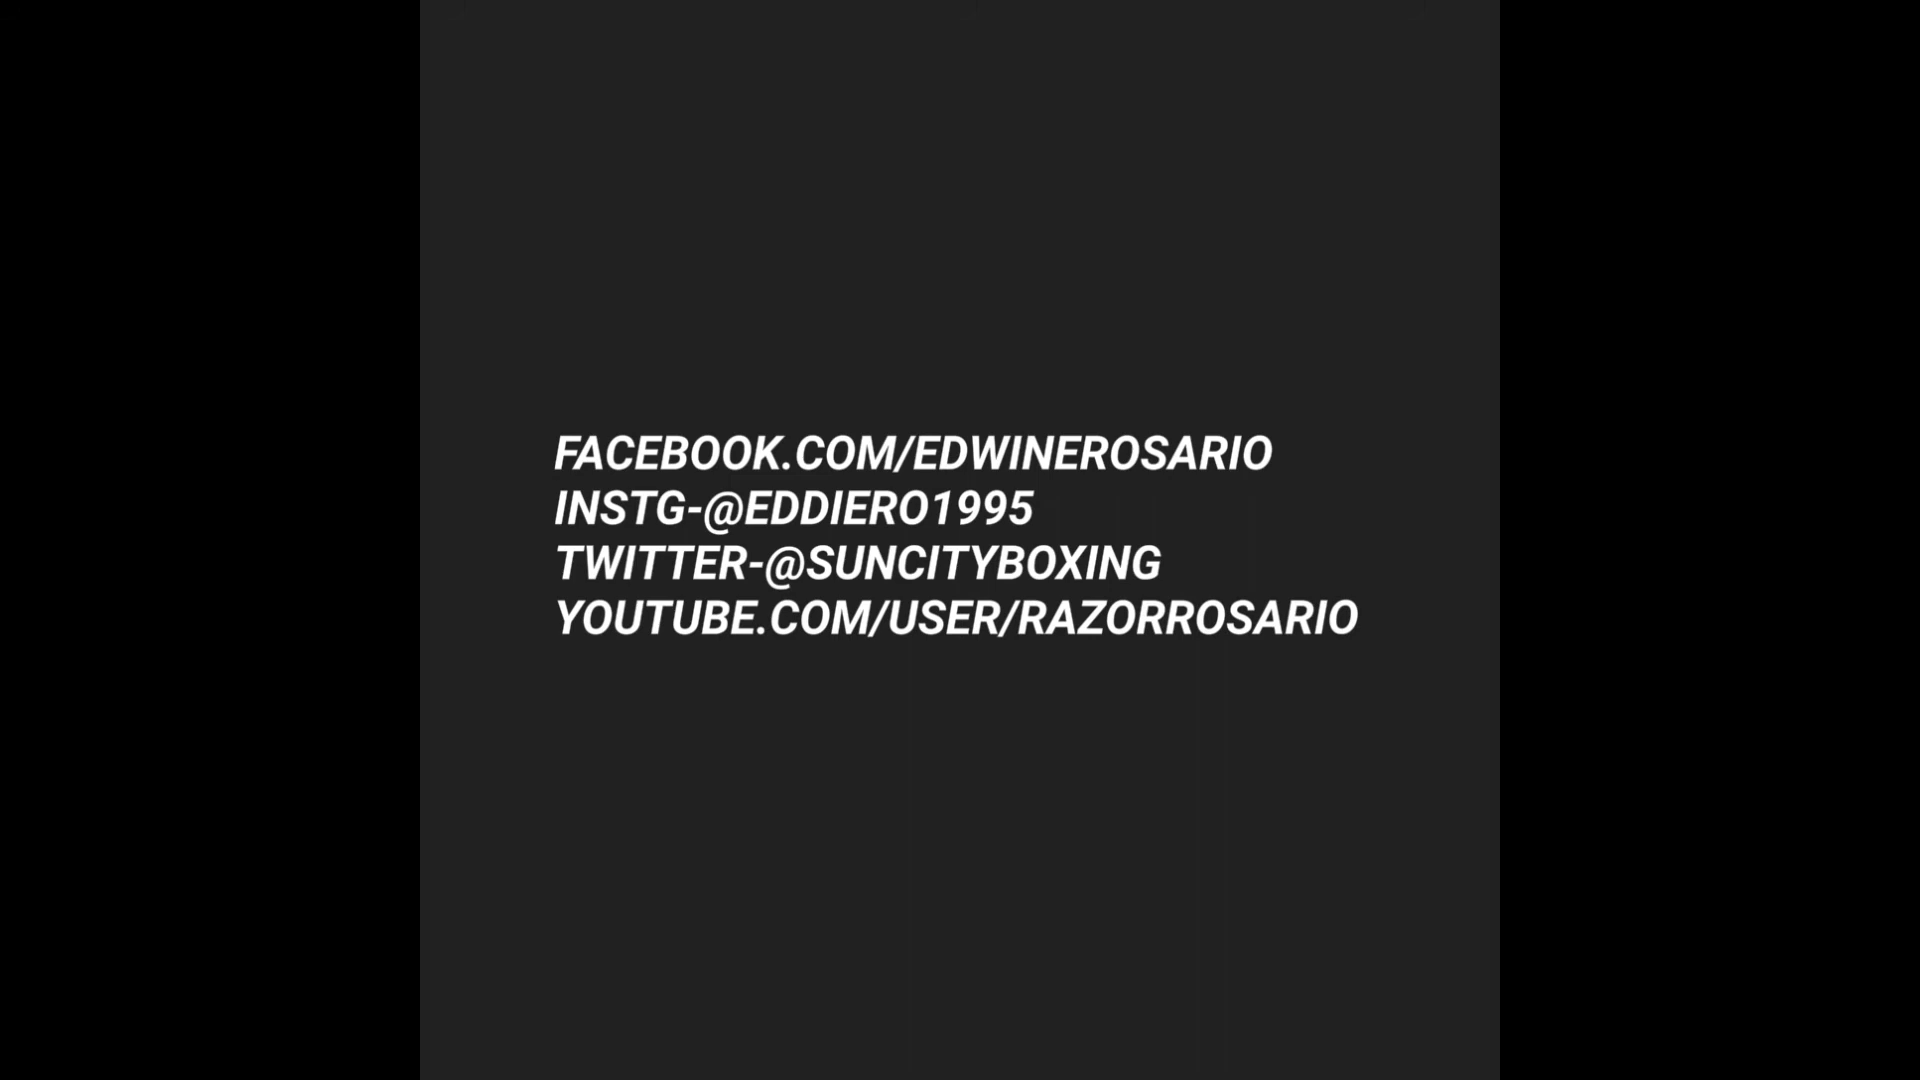 FACEBOOK.COM/EDWINEROSARIO
INSTG-@EDDIERO1995
TWITTER-@SUNCITYBOXING
YOUTUBE.COM/USER/RAZORROSARIO